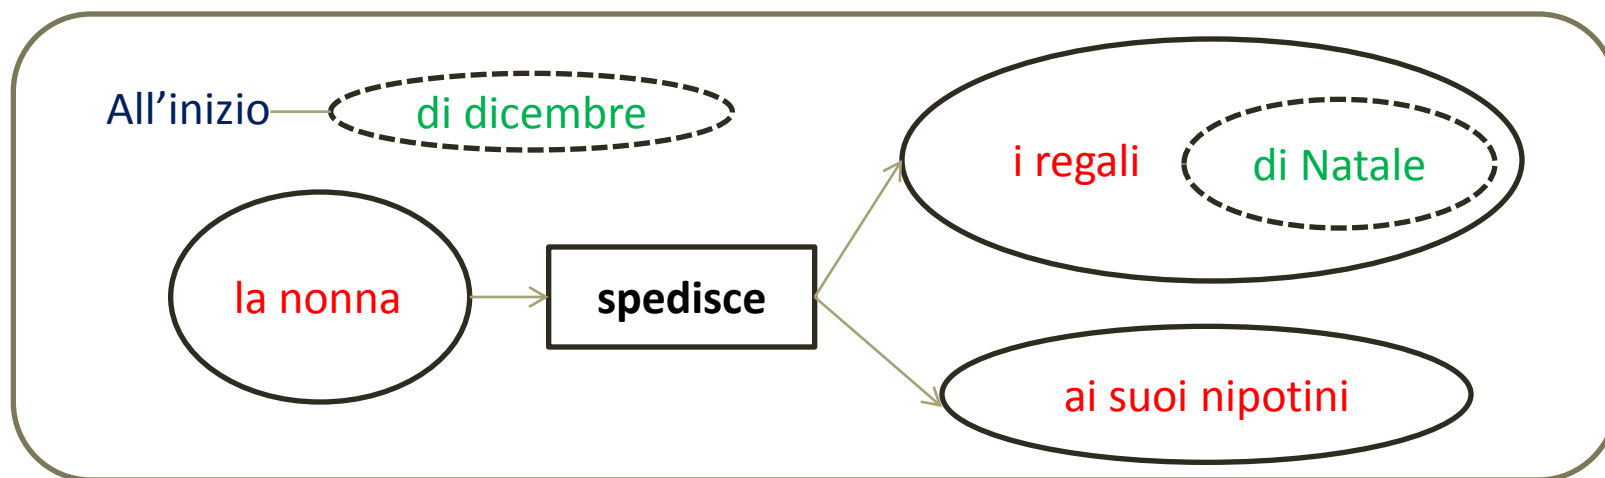 All’inizio di dicembre
i regali di Natale
la nonna spedisce
ai suoi nipotini